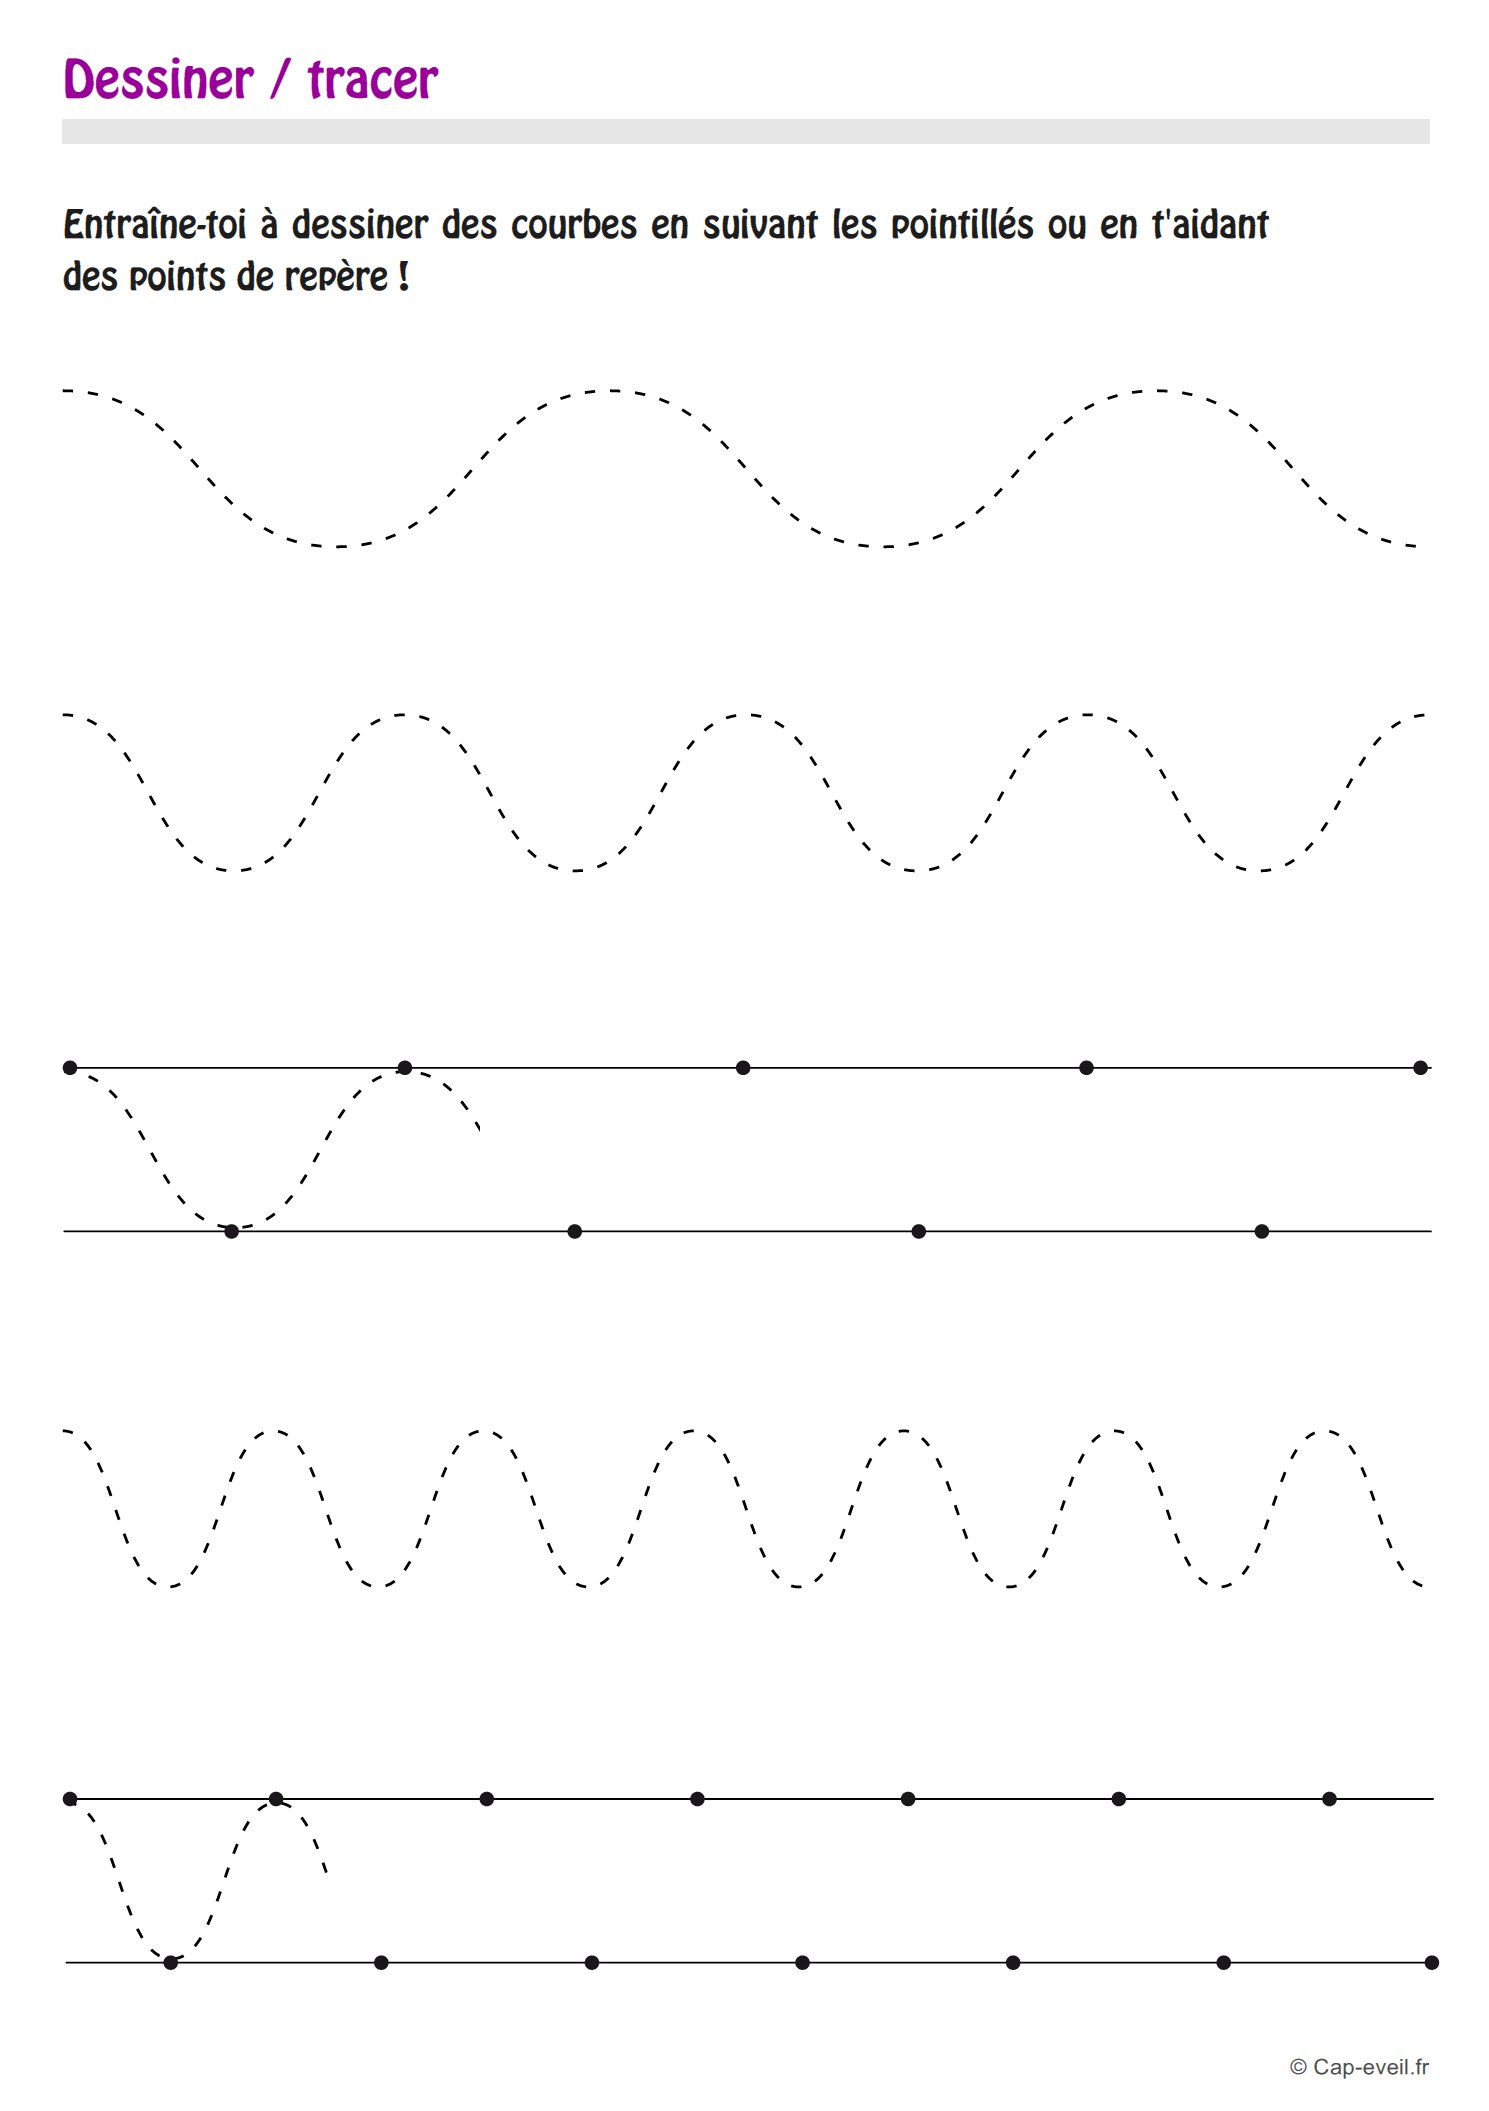 Dessiner / tracer
Entraîne-toi à dessiner des courbes en suivant les pointillés ou en t'aidant
des points de repère !
© Cap-eveil.fr